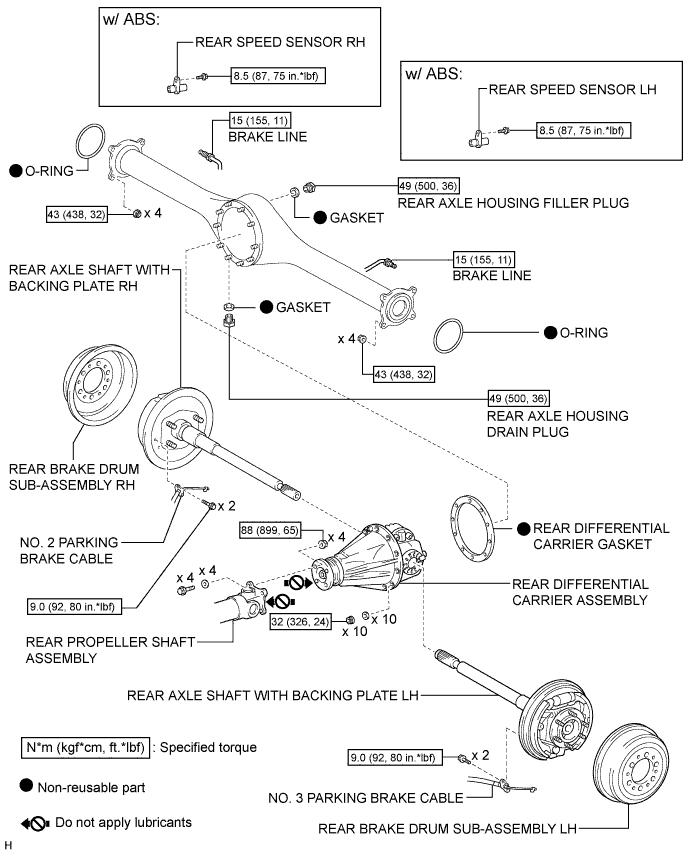 w/ ABS:
REAR SPEED SENSOR RH
8.5 (87, 75 in.*lbf)
w/ ABS:
REAR SPEED SENSOR LH
8.5 (87, 75 in.*lbf)
15 (155, 11)
BRAKE LINE
O-RING
43 (438, 32)
x 4
49 (500, 36)
REAR AXLE HOUSING FILLER PLUG
GASKET
15 (155, 11)
BRAKE LINE
REAR AXLE SHAFT WITH
BACKING PLATE RH
GASKET
x 4
O-RING
43 (438, 32)
49 (500, 36)
REAR AXLE HOUSING
DRAIN PLUG
REAR BRAKE DRUM
SUB-ASSEMBLY RH
x 2
NO. 2 PARKING
BRAKE CABLE
88 (899, 65)
x 4
REAR DIFFERENTIAL
CARRIER GASKET
x 4
x 4
REAR DIFFERENTIAL
CARRIER ASSEMBLY
9.0 (92, 80 in.*lbf)
32 (326, 24)
x 10
x 10
REAR PROPELLER SHAFT
ASSEMBLY
REAR AXLE SHAFT WITH BACKING PLATE LH
N*m (kgf*cm, ft.*lbf) : Specified torque
9.0 (92, 80 in.*lbf)
x 2
Non-reusable part
NO. 3 PARKING BRAKE CABLE
Do not apply lubricants
REAR BRAKE DRUM SUB-ASSEMBLY LH
H